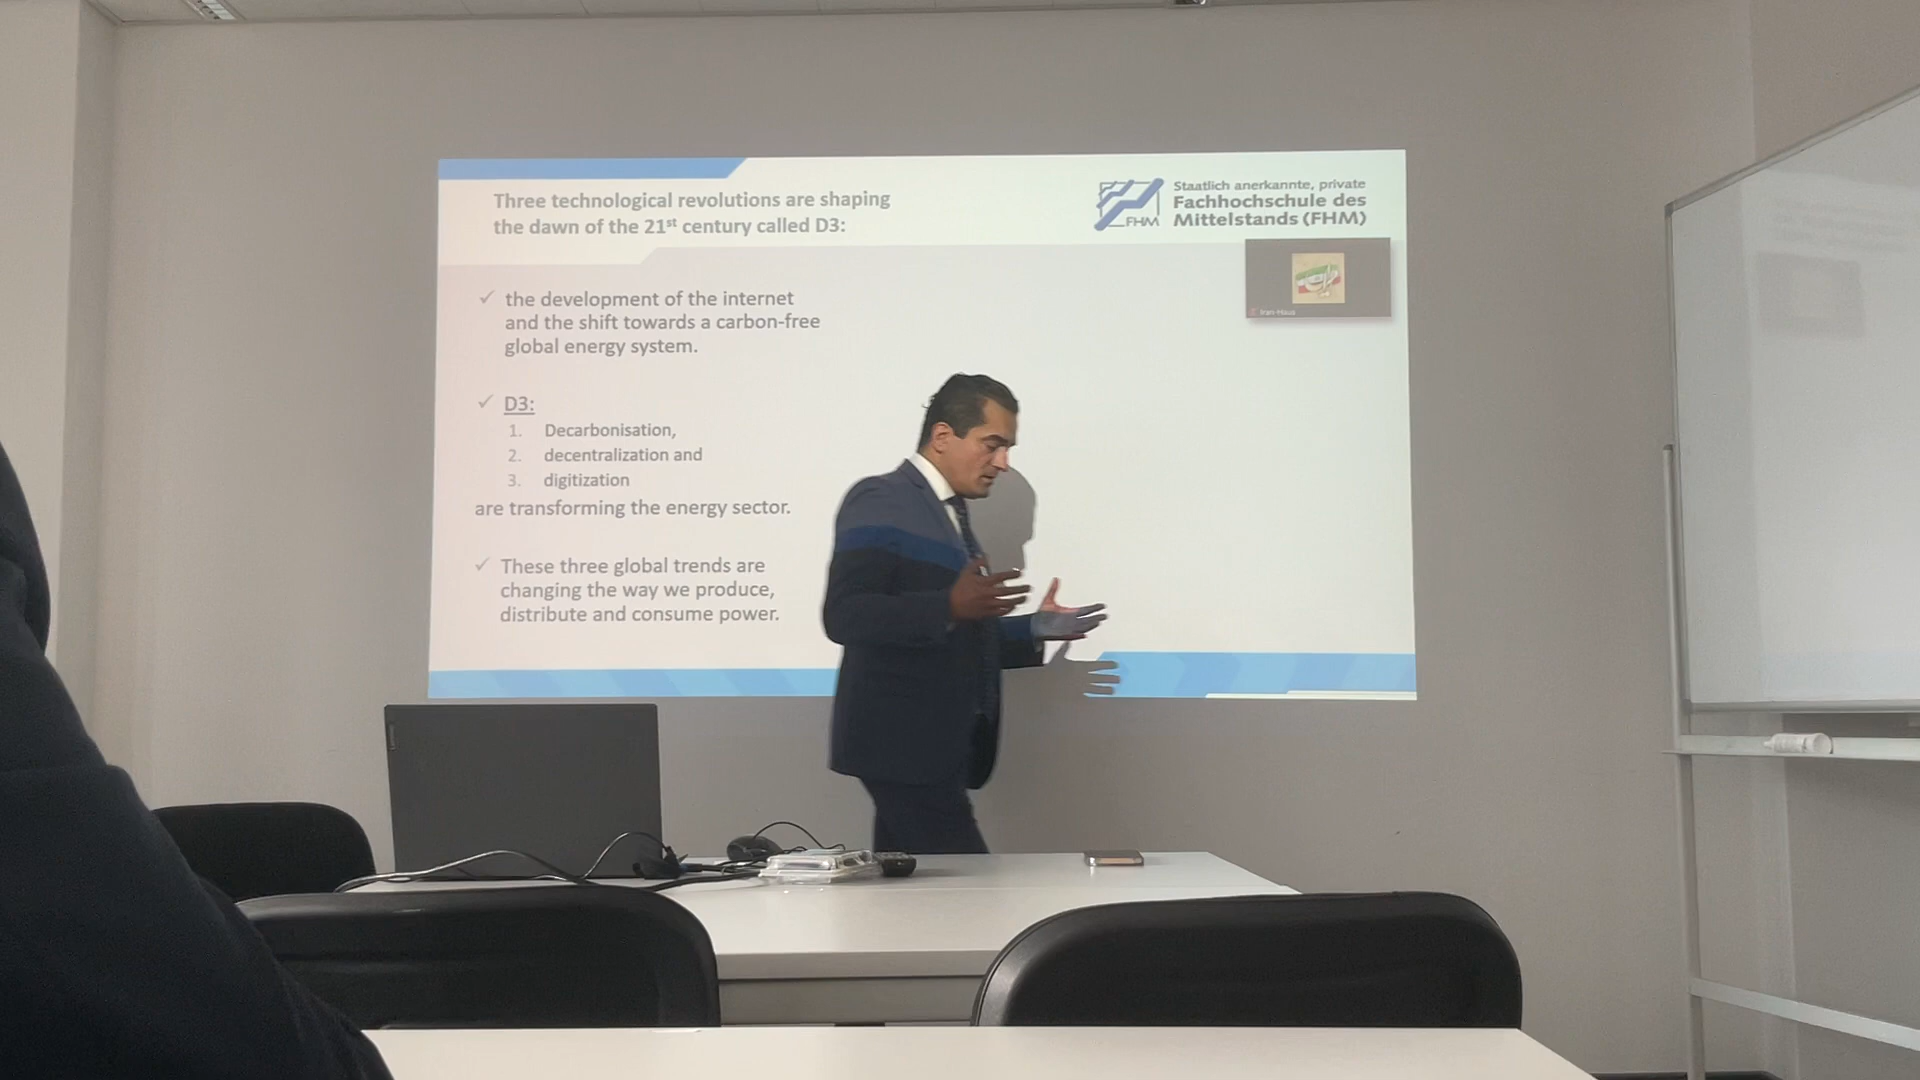 Three technological revolutions are shaping
the dawn of the 21st century called D3:
Staatlich anerkannte, private
Fachhochschule des
Mittelstands (FHM)
FHM
Iran-Haus
✓ the development of the internet
and the shift towards a carbon-free
global energy system.
✓ D3:
1. Decarbonisation,
2. decentralization and
3. digitization
are transforming the energy sector.
✓ These three global trends are
changing the way we produce,
distribute and consume power.
Lenovo